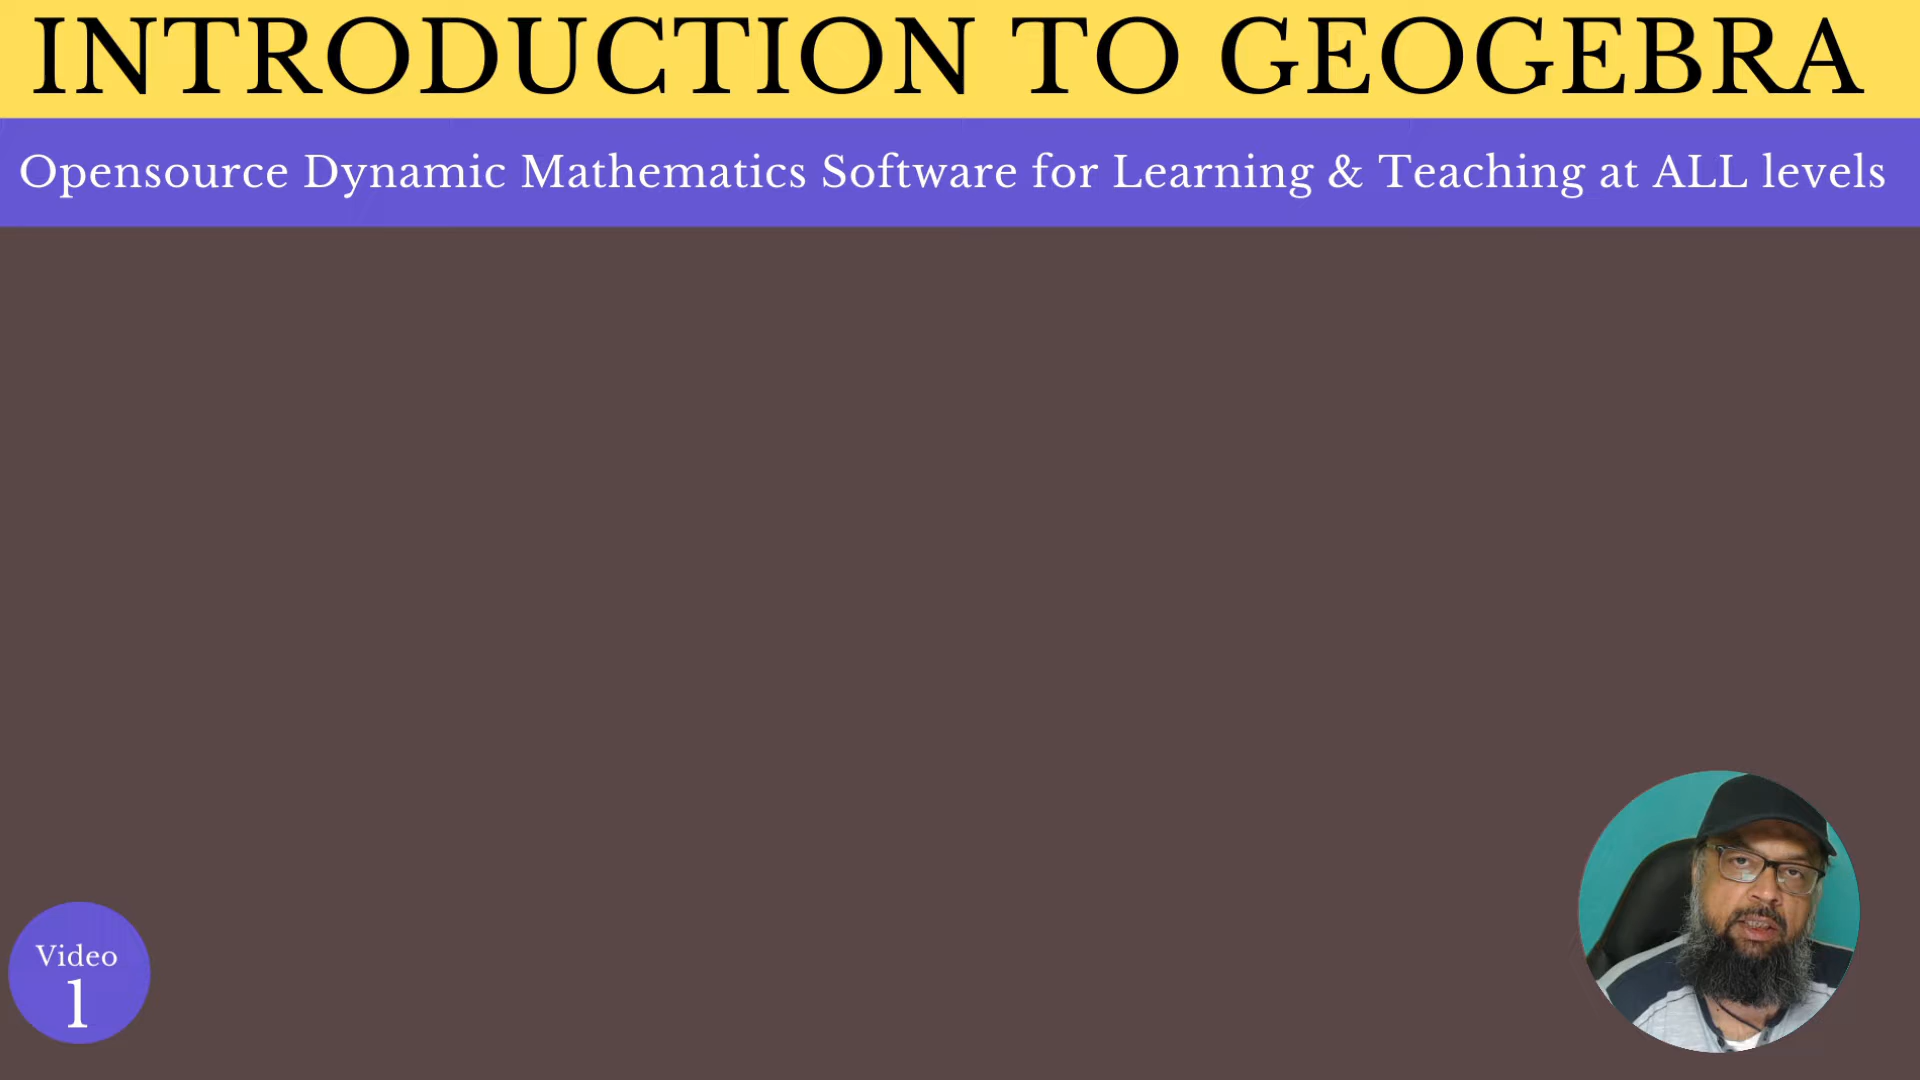 INTRODUCTION TO GEOGEBRA
Opensource Dynamic Mathematics Software for Learning & Teaching at ALL levels
Video
1